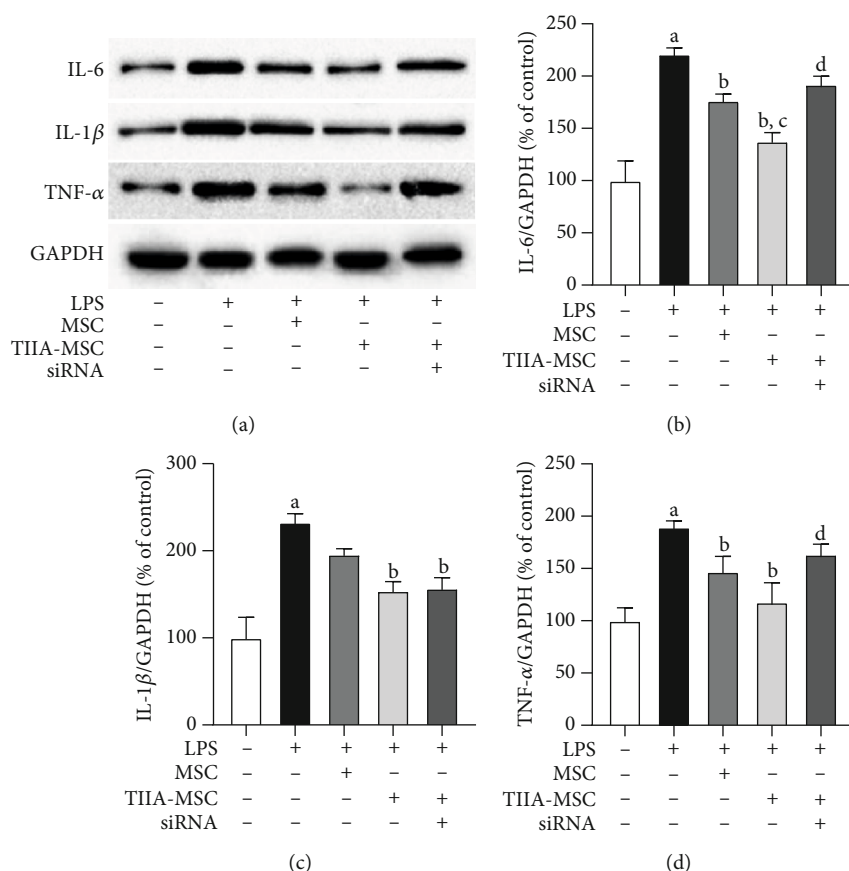 IL-6
IL-1β
TNF-α
GAPDH
LPS – + + + +
MSC – – + – –
TIIA-MSC – – – + +
siRNA – – – – +
(a)
IL-6/GAPDH (% of control)
250
200
150
100
50
0
a
b
b, c
d
LPS – + + + +
MSC – – + – –
TIIA-MSC – – – + +
siRNA – – – – +
(b)
IL-1β/GAPDH (% of control)
300
200
100
0
a
b
b
LPS – + + + +
MSC – – + – –
TIIA-MSC – – – + +
siRNA – – – – +
(c)
TNF-α/GAPDH (% of control)
250
200
150
100
50
0
a
b
b
d
LPS – + + + +
MSC – – + – –
TIIA-MSC – – – + +
siRNA – – – – +
(d)